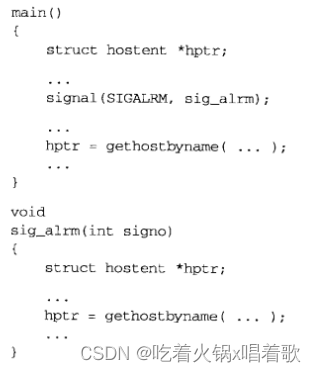 main()
{
struct hostent *hptr;
...
signal(SIGALRM, sig_alrm);
...
hptr = gethostbyname( ... );
...
}
void
sig_alrm(int signo)
{
struct hostent *hptr;
...
hptr = gethostbyname( ... );
...
}
CSDN @吃着火锅x唱着歌